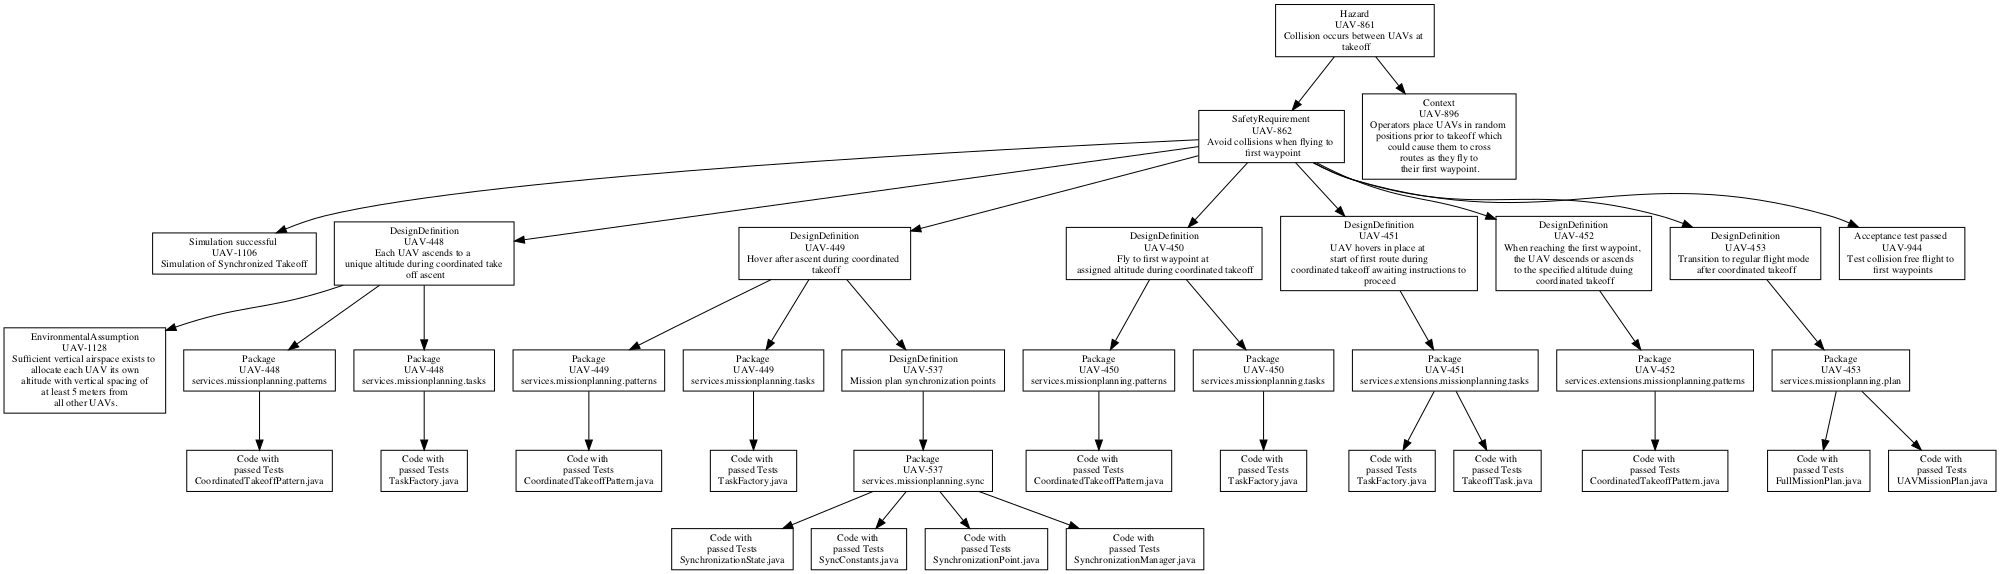 Hazard
UAV-861
Collision occurs between UAVs at
takeoff
SafetyRequirement
UAV-862
Avoid collisions when flying to
first waypoint
Context
UAV-896
Operators place UAVs in random
positions prior to takeoff which
could cause them to cross
routes as they fly to
their first waypoint.
Simulation successful
UAV-1106
Simulation of Synchronized Takeoff
DesignDefinition
UAV-448
Each UAV ascends to a
unique altitude during coordinated take
off ascent
DesignDefinition
UAV-449
Hover after ascent during coordinated
takeoff
DesignDefinition
UAV-450
Fly to first waypoint at
assigned altitude during coordinated takeoff
DesignDefinition
UAV-451
UAV hovers in place at
start of first route during
coordinated takeoff awaiting instructions to
proceed
DesignDefinition
UAV-452
When reaching the first waypoint,
the UAV descends or ascends
to the specified altitude duing
coordinated takeoff
DesignDefinition
UAV-453
Transition to regular flight mode
after coordinated takeoff
Acceptance test passed
UAV-944
Test collision free flight to
first waypoints
EnvironmentalAssumption
UAV-1128
Sufficient vertical airspace exists to
allocate each UAV its own
altitude with vertical spacing of
at least 5 meters from
all other UAVs.
Package
UAV-448
services.missionplanning.patterns
Package
UAV-448
services.missionplanning.tasks
Package
UAV-449
services.missionplanning.patterns
Package
UAV-449
services.missionplanning.tasks
DesignDefinition
UAV-537
Mission plan synchronization points
Package
UAV-450
services.missionplanning.patterns
Package
UAV-450
services.missionplanning.tasks
Package
UAV-451
services.extensions.missionplanning.tasks
Package
UAV-452
services.extensions.missionplanning.patterns
Package
UAV-453
services.missionplanning.plan
Code with
passed Tests
CoordinatedTakeoffPattern.java
Code with
passed Tests
TaskFactory.java
Code with
passed Tests
CoordinatedTakeoffPattern.java
Code with
passed Tests
TaskFactory.java
Package
UAV-537
services.missionplanning.sync
Code with
passed Tests
CoordinatedTakeoffPattern.java
Code with
passed Tests
TaskFactory.java
Code with
passed Tests
TaskFactory.java
Code with
passed Tests
TakeoffTask.java
Code with
passed Tests
CoordinatedTakeoffPattern.java
Code with
passed Tests
FullMissionPlan.java
Code with
passed Tests
UAVMissionPlan.java
Code with
passed Tests
SynchronizationState.java
Code with
passed Tests
SyncConstants.java
Code with
passed Tests
SynchronizationPoint.java
Code with
passed Tests
SynchronizationManager.java